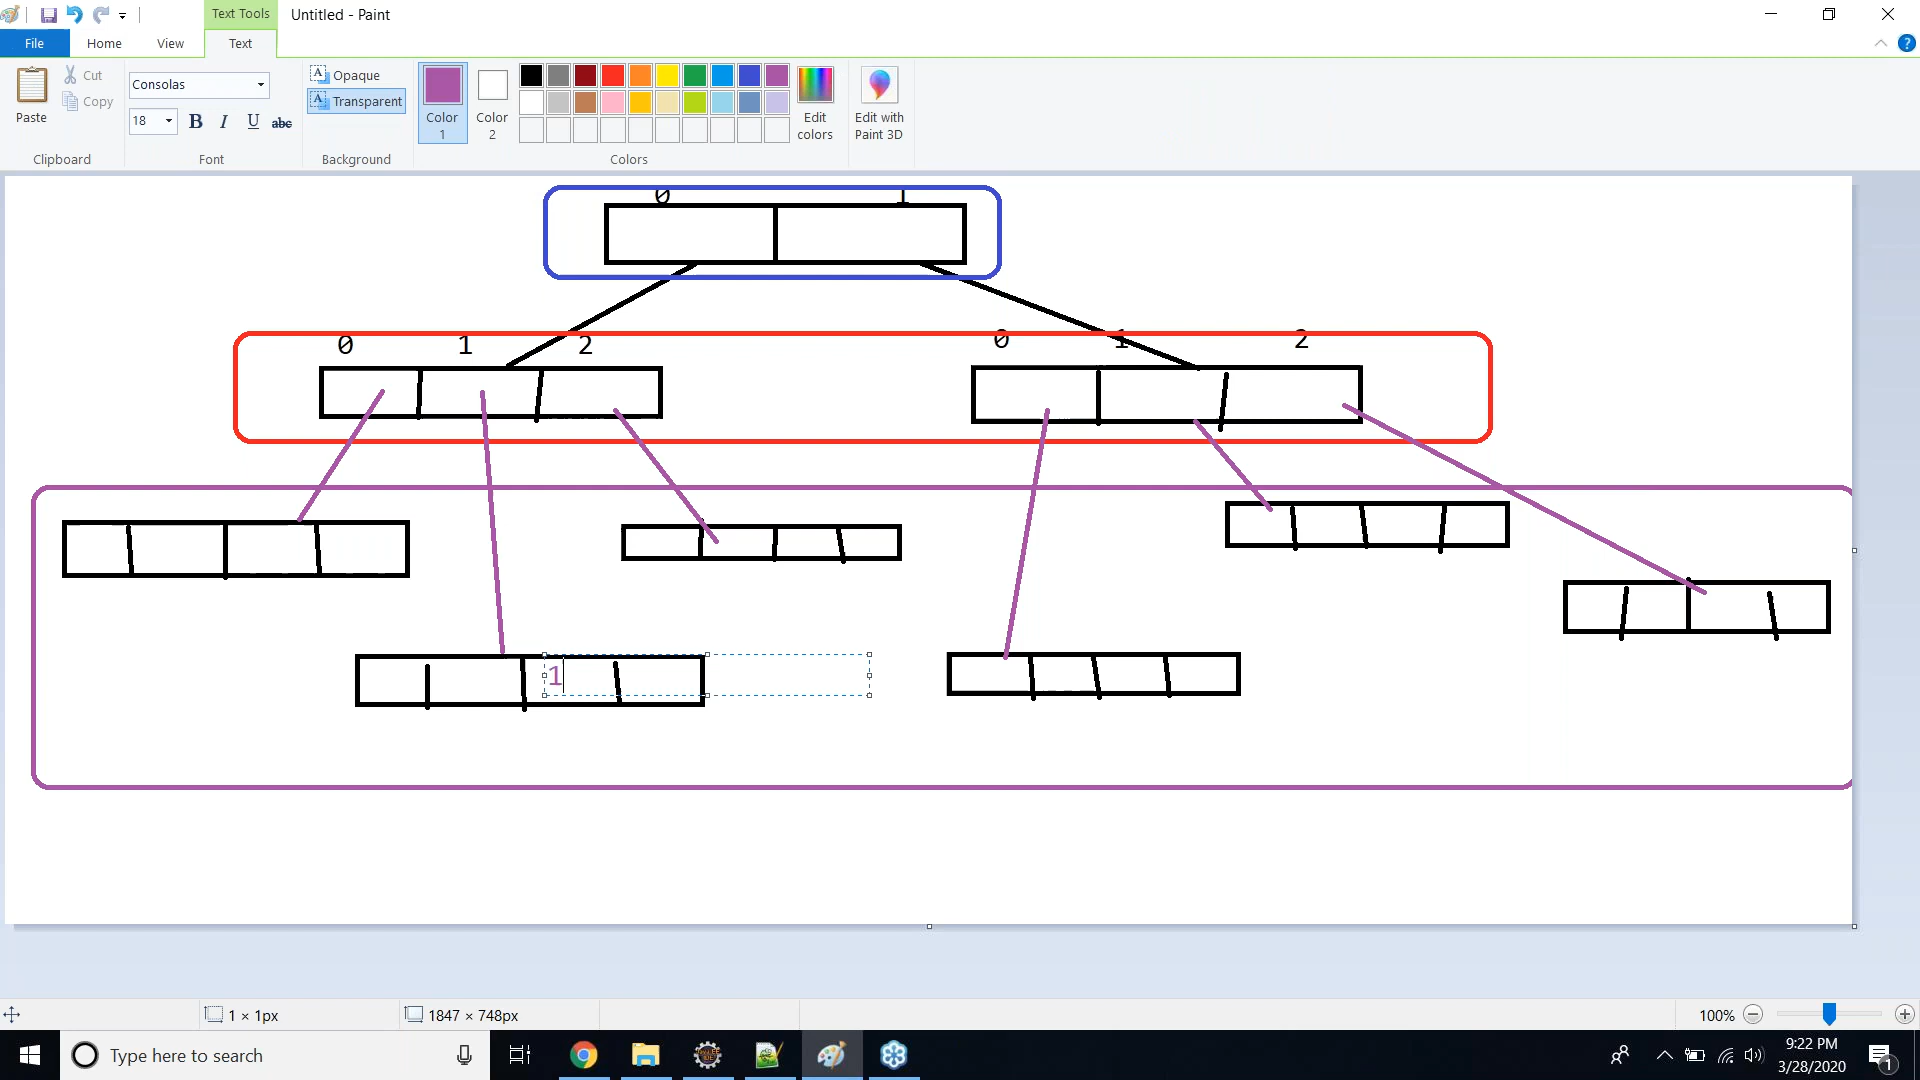 Text Tools
Untitled - Paint
File
Home
View
Text
Paste
Cut
Copy
Clipboard
Consolas
18
B I U abc
Font
A Opaque
A Transparent
Background
Color 1
Color 2
Edit colors
Colors
Edit with Paint 3D
0 1
0 1 2 0 1 2
1
1 × 1px
1847 × 748px
100%
Type here to search
9:22 PM
3/28/2020
1